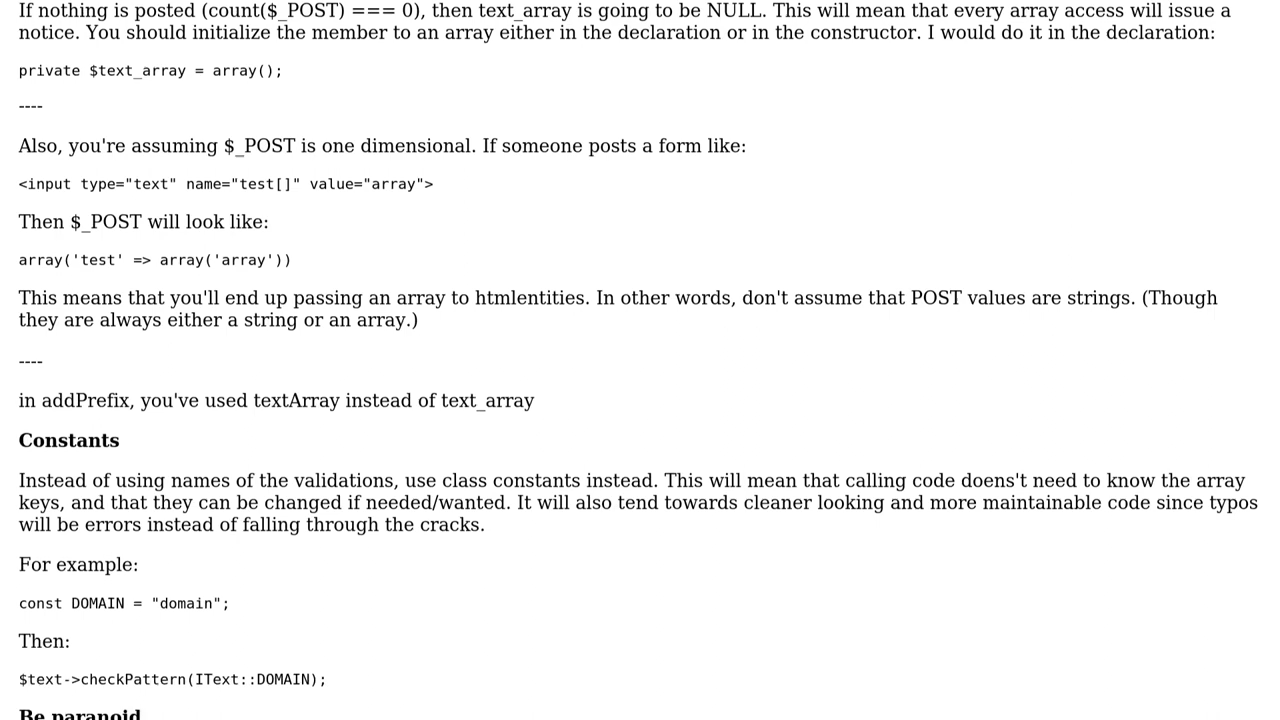 If nothing is posted (count($_POST) === 0), then text_array is going to be NULL. This will mean that every array access will issue a
notice. You should initialize the member to an array either in the declaration or in the constructor. I would do it in the declaration:
private $text_array = array();
----
Also, you're assuming $_POST is one dimensional. If someone posts a form like:
<input type="text" name="test[]" value="array">
Then $_POST will look like:
array('test' => array('array'))
This means that you'll end up passing an array to htmlentities. In other words, don't assume that POST values are strings. (Though
they are always either a string or an array.)
----
in addPrefix, you've used textArray instead of text_array
Constants
Instead of using names of the validations, use class constants instead. This will mean that calling code doens't need to know the array
keys, and that they can be changed if needed/wanted. It will also tend towards cleaner looking and more maintainable code since typos
will be errors instead of falling through the cracks.
For example:
const DOMAIN = "domain";
Then:
$text->checkPattern(IText::DOMAIN);
Be paranoid